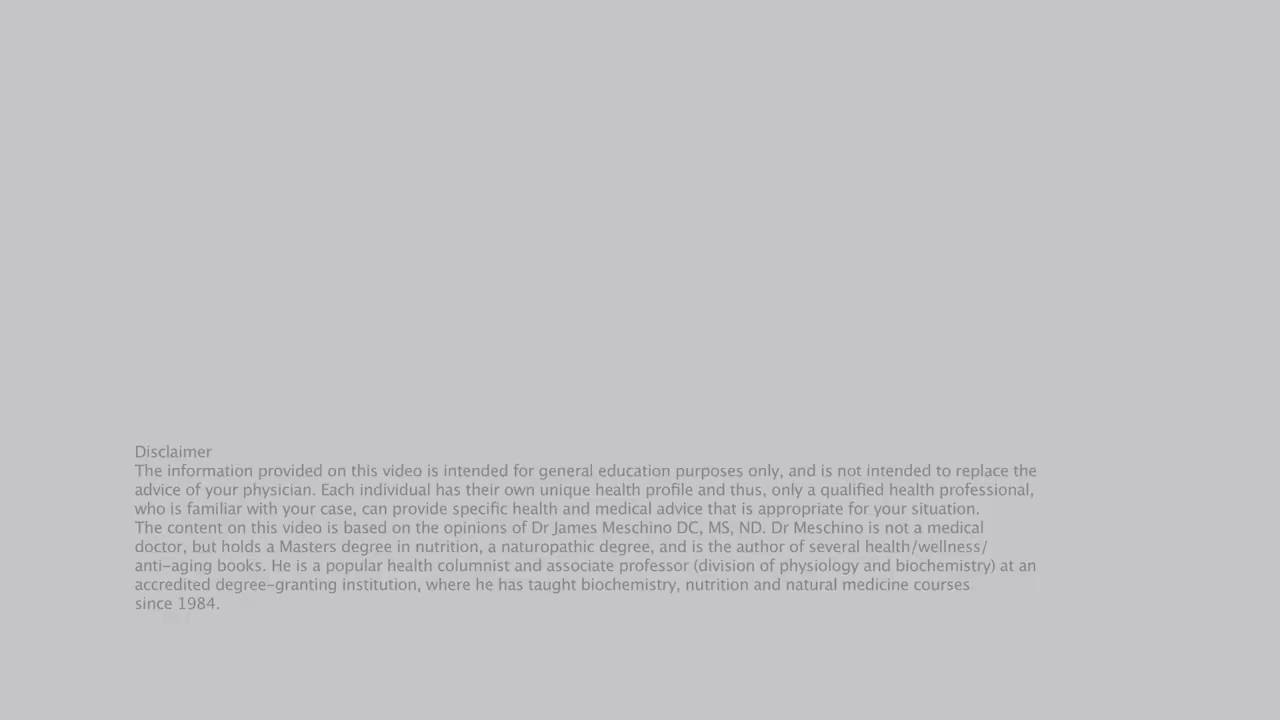 Disclaimer
The information provided on this video is intended for general education purposes only, and is not intended to replace the
advice of your physician. Each individual has their own unique health profile and thus, only a qualified health professional,
who is familiar with your case, can provide specific health and medical advice that is appropriate for your situation.
The content on this video is based on the opinions of Dr James Meschino DC, MS, ND. Dr Meschino is not a medical
doctor, but holds a Masters degree in nutrition, a naturopathic degree, and is the author of several health/wellness/
anti-aging books. He is a popular health columnist and associate professor (division of physiology and biochemistry) at an
accredited degree-granting institution, where he has taught biochemistry, nutrition and natural medicine courses
since 1984.